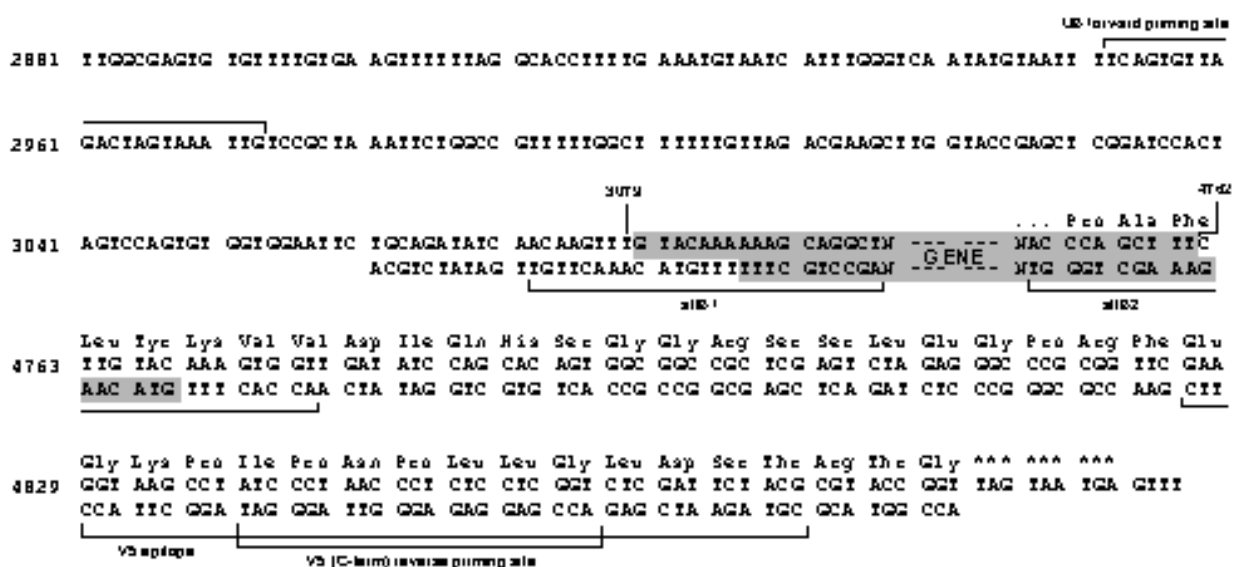 U6 forward priming site
2881 TTGGCGAGTG TGTTTTGTGA AGTTTTTTAG GCACCTTTTG AAATGTAATC ATTTGGGTCA ATATGTAATT TTCAGTGTTA
2961 GACTAGTAAA TTGTCCGCTA AATTCTGGCC GTTTTTGGCT TTTTTGTTAG ACGAAGCTTG GTACCGAGCT CGGATCCACT
3079 4762
... Pro Ala Phe
3041 AGTCCAGTGT GGTGGAATTC TGCAGATATC AACAAGTTTG TACAAAAAAG CAGGCTN --- --- NAC CCA GCT TTC
GENE
ACGTCTATAG TTGTTCAAAC ATGTTTTTTC GTCCGAN --- --- NTG GGT CGA AAG
attB1 attB2
Leu Tyr Lys Val Val Asp Ile Gln His Ser Gly Gly Arg Ser Ser Leu Glu Gly Pro Arg Phe Glu
4763 TTG TAC AAA GTG GTT GAT ATC CAG CAC AGT GGC GGC CGC TCG AGT CTA GAG GGC CCG CGG TTC GAA
AAC ATG TTT CAC CAA CTA TAG GTC GTG TCA CCG CCG GCG AGC TCA GAT CTC CCG GGC GCC AAG CTT
Gly Lys Pro Ile Pro Asn Pro Leu Leu Gly Leu Asp Ser Thr Arg Thr Gly ^^^ ^^^ ^^^
4829 GGT AAG CCT ATC CCT AAC CCT CTC CTC GGT CTC GAT TCT ACG CGT ACC GGT TAG TAA TGA GTTT
CCA TTC GGA TAG GGA TTG GGA GAG GAG CCA GAG CTA AGA TGC GCA TGG CCA
V5 epitope V5 (C-term) reverse priming site